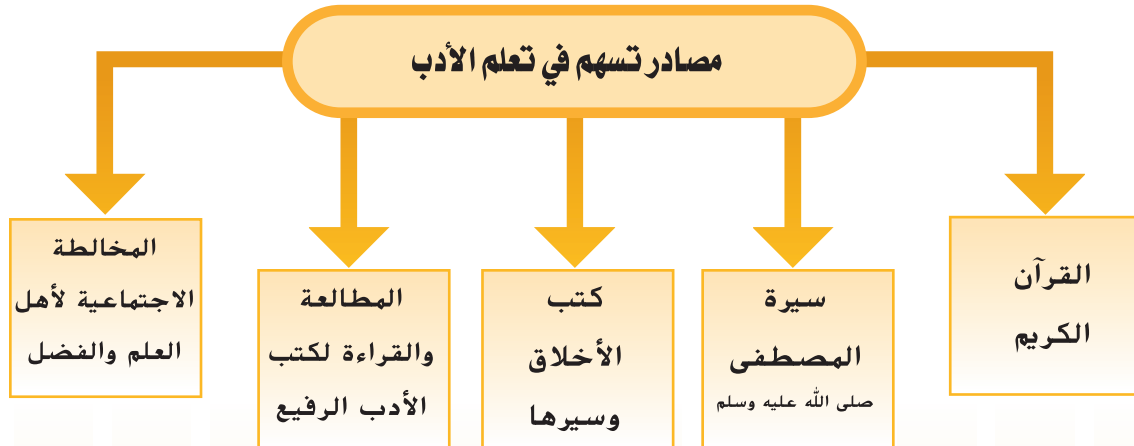 مصادر تسهم في تعلم الأدب
القرآن
الكريم
سيرة
المصطفى
صلى الله عليه وسلم
كتب
الأخلاق
وسيرها
المطالعة
والقراءة لكتب
الأدب الرفيع
المخالطة
الاجتماعية لأهل
العلم والفضل